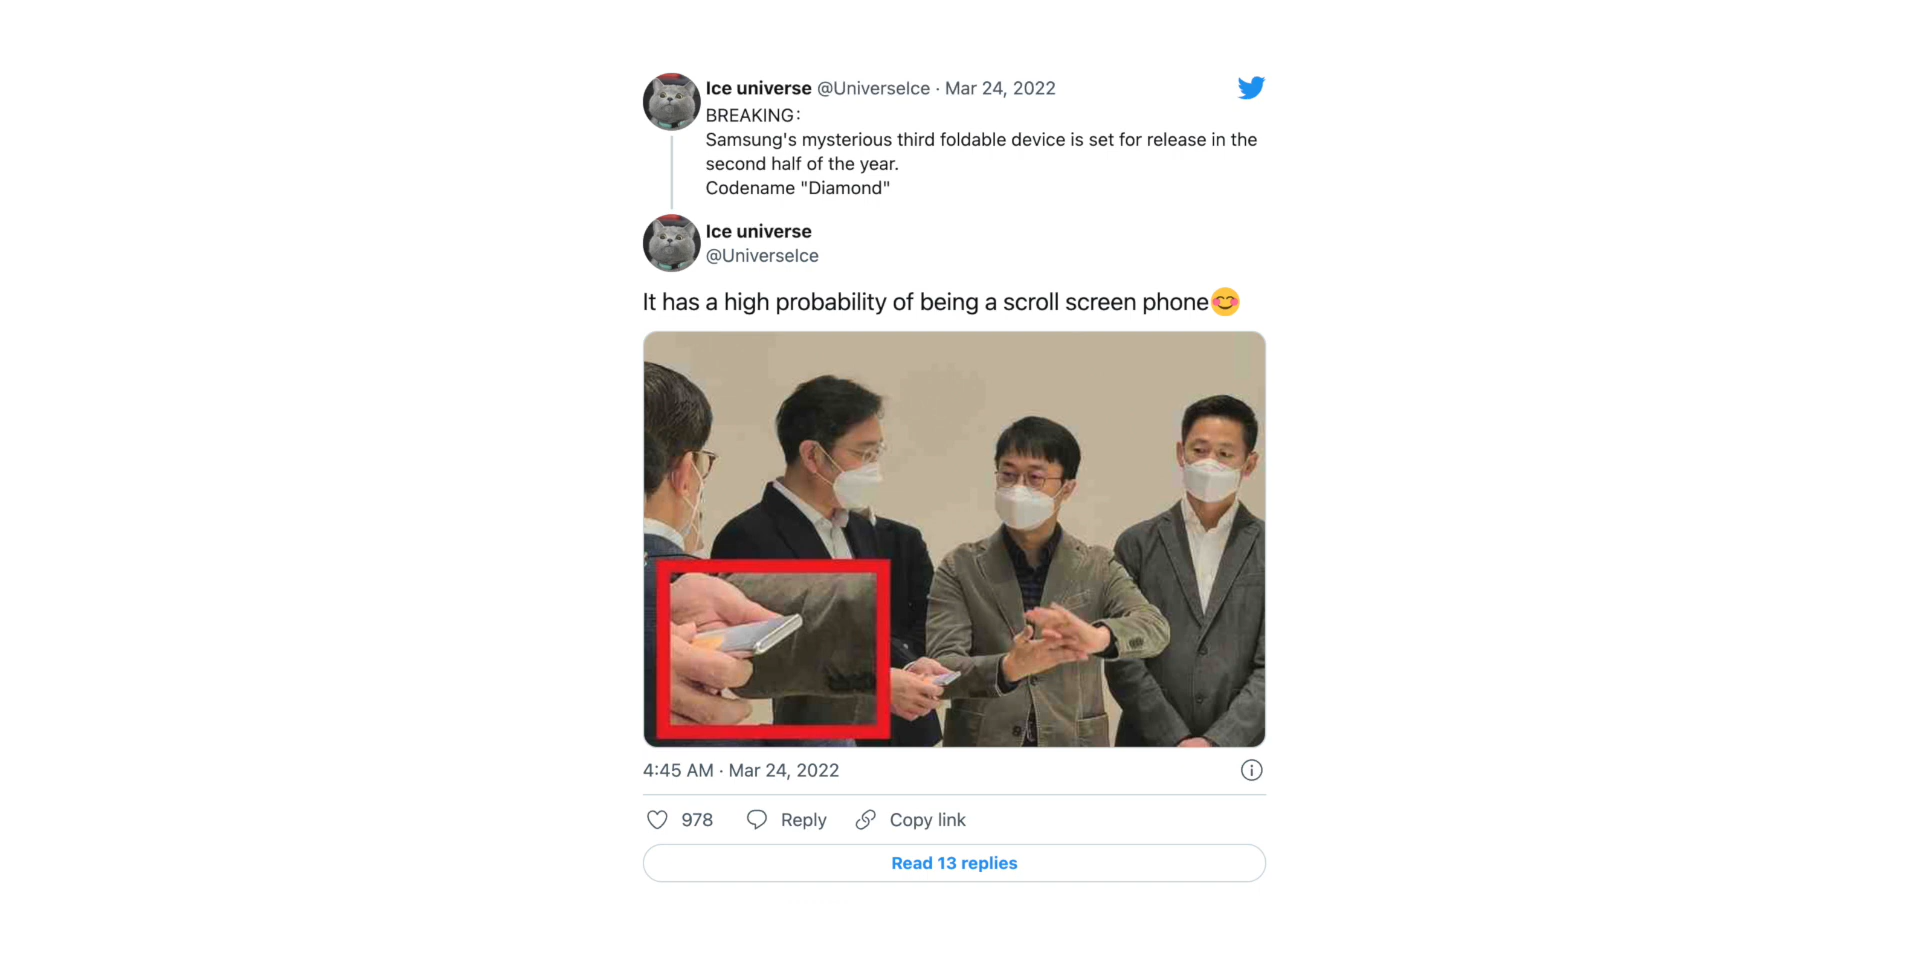 Ice universe @UniverseIce · Mar 24, 2022
BREAKING：
Samsung's mysterious third foldable device is set for release in the
second half of the year.
Codename "Diamond"
Ice universe
@UniverseIce
It has a high probability of being a scroll screen phone😊
4:45 AM · Mar 24, 2022
978 Reply Copy link
Read 13 replies